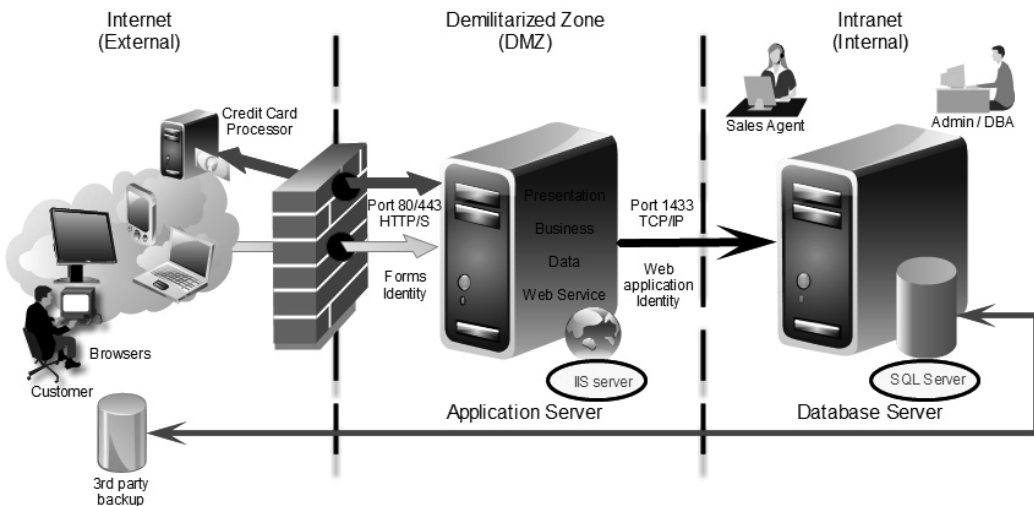 Internet
(External)
Demilitarized Zone
(DMZ)
Intranet
(Internal)
Credit Card
Processor
Sales Agent
Admin / DBA
Port 80/443
HTTP/S
Forms
Identity
Presentation
Business
Data
Web Service
Port 1433
TCP/IP
Web
application
Identity
Browsers
Customer
IIS server
SQL Server
Application Server
Database Server
3rd party
backup